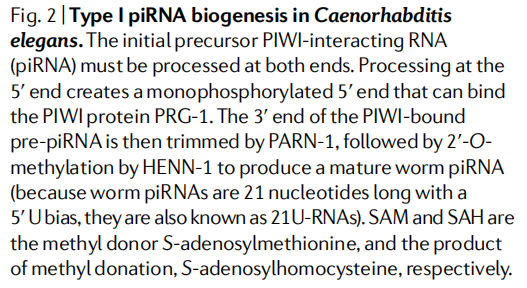 Fig. 2 | Type I piRNA biogenesis in Caenorhabditis
elegans. The initial precursor PIWI-interacting RNA
(piRNA) must be processed at both ends. Processing at the
5′ end creates a monophosphorylated 5′ end that can bind
the PIWI protein PRG-1. The 3′ end of the PIWI-bound
pre-piRNA is then trimmed by PARN-1, followed by 2′-O-
methylation by HENN-1 to produce a mature worm piRNA
(because worm piRNAs are 21 nucleotides long with a
5′ U bias, they are also known as 21U-RNAs). SAM and SAH are
the methyl donor S-adenosylmethionine, and the product
of methyl donation, S-adenosylhomocysteine, respectively.